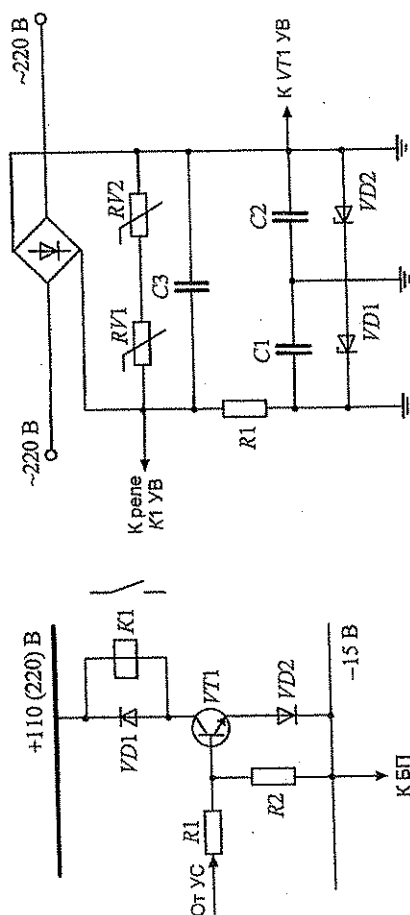 ~220 В
~220 В
RV1
RV2
C3
К реле
K1 УВ
R1
C1
C2
К VT1 УВ
VD1
VD2
+110 (220) В
K1
VD1
VT1
VD2
R1
От УС
R2
−15 В
К БП